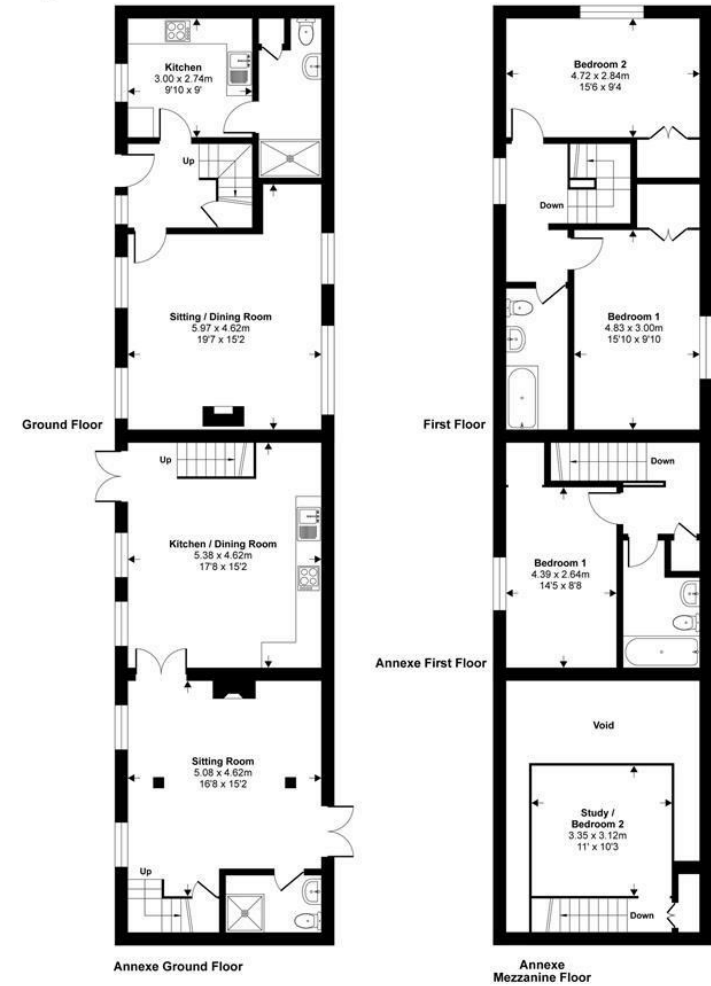 Kitchen
3.00 x 2.74m
9'10 x 9'
Up
Sitting / Dining Room
5.97 x 4.62m
19'7 x 15'2
Ground Floor
Up
Kitchen / Dining Room
5.38 x 4.62m
17'8 x 15'2
Sitting Room
5.08 x 4.62m
16'8 x 15'2
Up
Annexe Ground Floor
Bedroom 2
4.72 x 2.84m
15'6 x 9'4
Down
Bedroom 1
4.83 x 3.00m
15'10 x 9'10
First Floor
Down
Bedroom 1
4.39 x 2.64m
14'5 x 8'8
Annexe First Floor
Void
Study /
Bedroom 2
3.35 x 3.12m
11' x 10'3
Down
Annexe
Mezzanine Floor